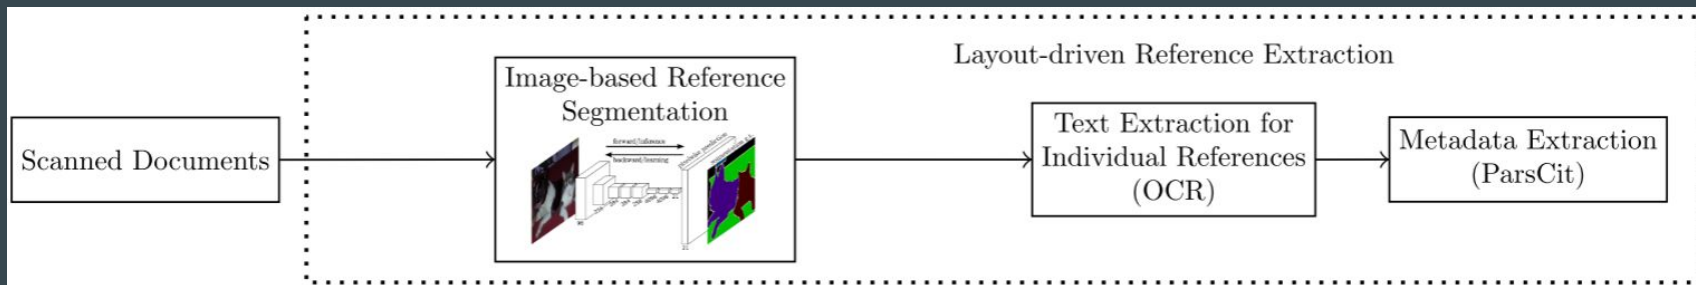 Layout-driven Reference Extraction
Scanned Documents
Image-based Reference
Segmentation
forward/inference
backward/learning
Text Extraction for
Individual References
(OCR)
Metadata Extraction
(ParsCit)